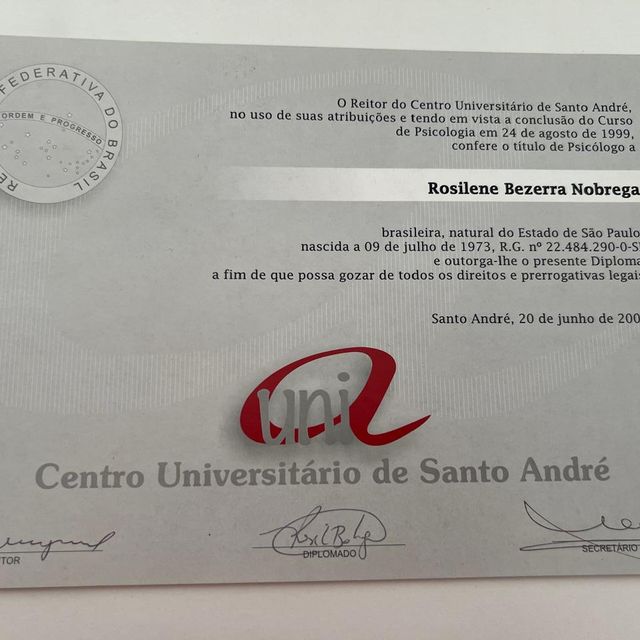 FEDERATIVA DO BRASIL
ORDEM E PROGRESSO
O Reitor do Centro Universitário de Santo André,
no uso de suas atribuições e tendo em vista a conclusão do Curso
de Psicologia em 24 de agosto de 1999,
confere o título de Psicólogo a
Rosilene Bezerra Nobrega
brasileira, natural do Estado de São Paulo
nascida a 09 de julho de 1973, R.G. nº 22.484.290-0-S
e outorga-lhe o presente Diploma
a fim de que possa gozar de todos os direitos e prerrogativas legais
Santo André, 20 de junho de 200
uni
Centro Universitário de Santo André
TOR
DIPLOMADO
SECRETÁRIO